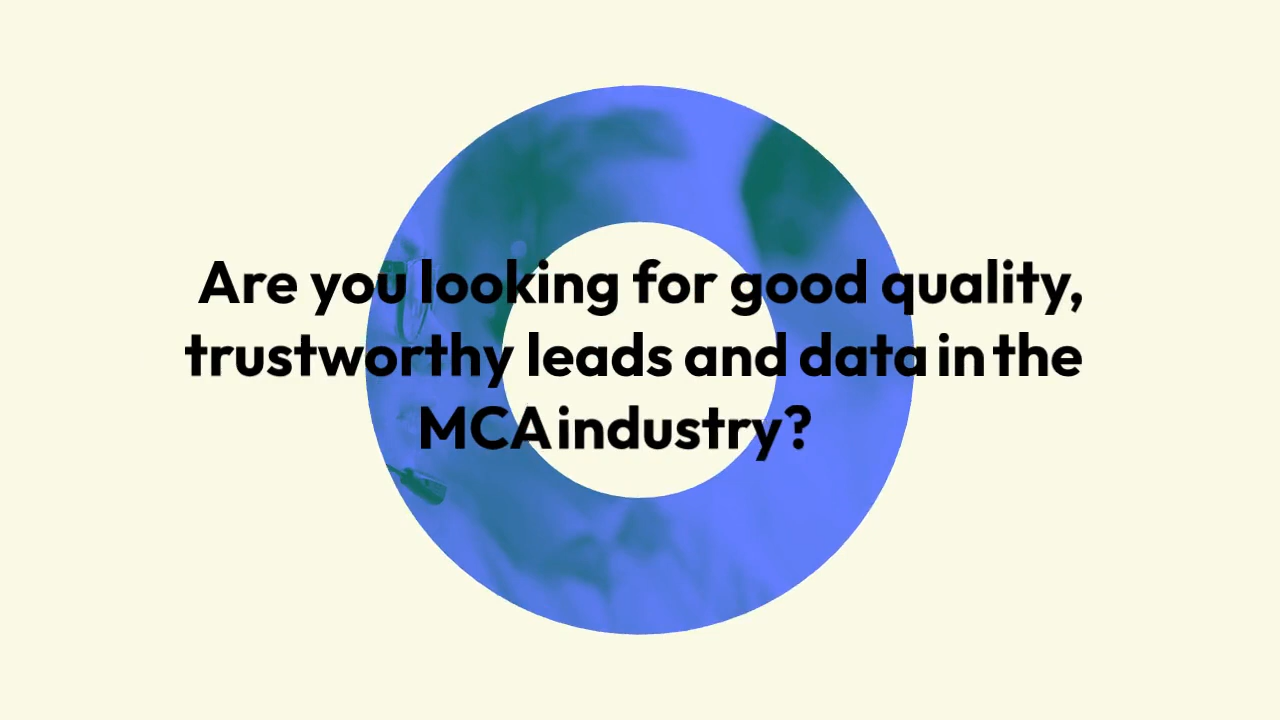 Are you looking for good quality,
trustworthy leads and data in the
MCA industry?